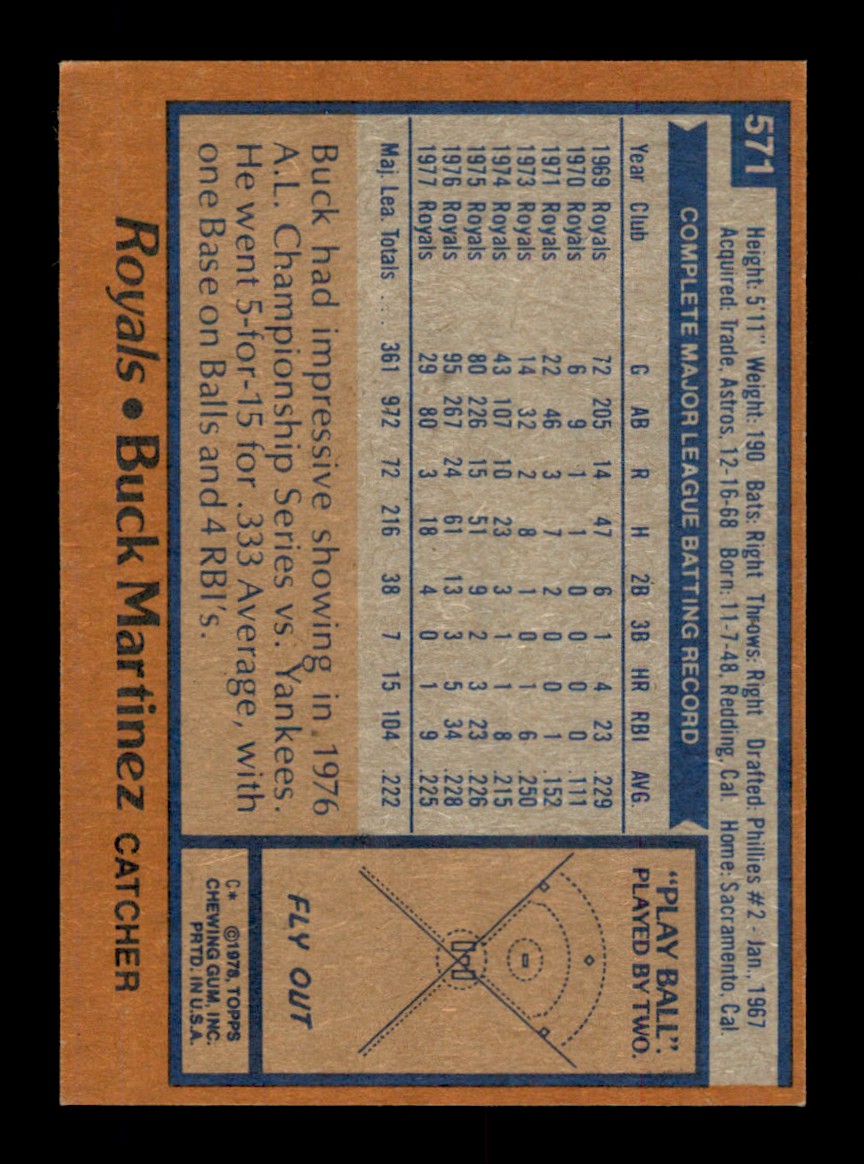 571
Height: 5'11" Weight: 190 Bats: Right Throws: Right Drafted: Phillies #2 - Jan., 1967
Acquired: Trade, Astros, 12-16-68 Born: 11-7-48, Redding, Cal. Home: Sacramento, Cal.
COMPLETE MAJOR LEAGUE BATTING RECORD
Year Club G AB R H 2B 3B HR RBI AVG.
1969 Royals 72 205 14 47 6 1 4 23 .229
1970 Royals 6 9 1 1 0 0 0 0 .111
1971 Royals 22 46 3 7 2 0 0 1 .152
1973 Royals 14 32 2 8 1 0 1 6 .250
1974 Royals 43 107 10 23 3 1 1 8 .215
1975 Royals 80 226 15 51 9 2 3 23 .226
1976 Royals 95 267 24 61 13 3 5 34 .228
1977 Royals 29 80 3 18 4 0 1 9 .225
Maj. Lea. Totals . . . 361 972 72 216 38 7 15 104 .222
Buck had impressive showing in 1976
A.L. Championship Series vs. Yankees.
He went 5-for-15 for .333 Average, with
one Base on Balls and 4 RBI's.
"PLAY BALL".
PLAYED BY TWO.
FLY OUT
C* ©1978, TOPPS
CHEWING GUM, INC.
PRTD. IN U.S.A.
Royals • Buck Martinez CATCHER